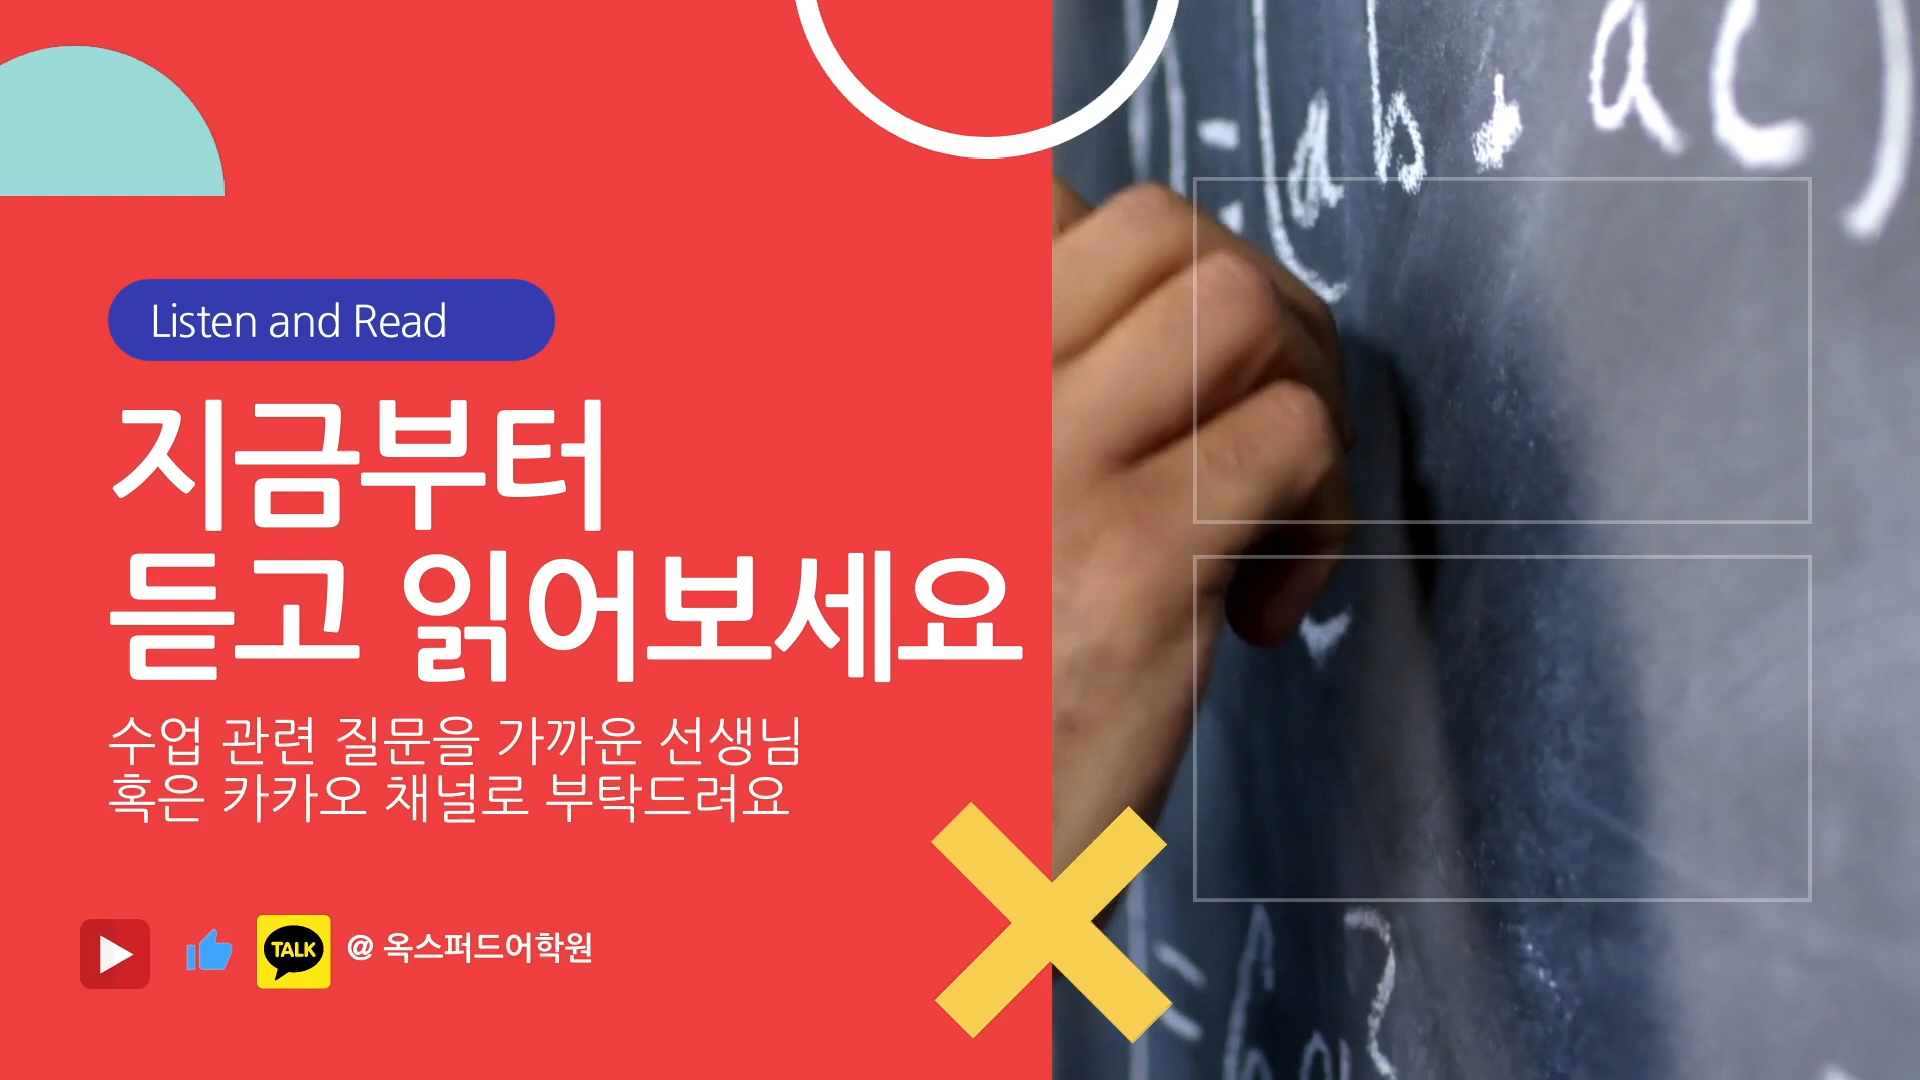 Listen and Read
지금부터
듣고 읽어보세요
수업 관련 질문을 가까운 선생님
혹은 카카오 채널로 부탁드려요
TALK @ 옥스퍼드어학원
(ab. ac)